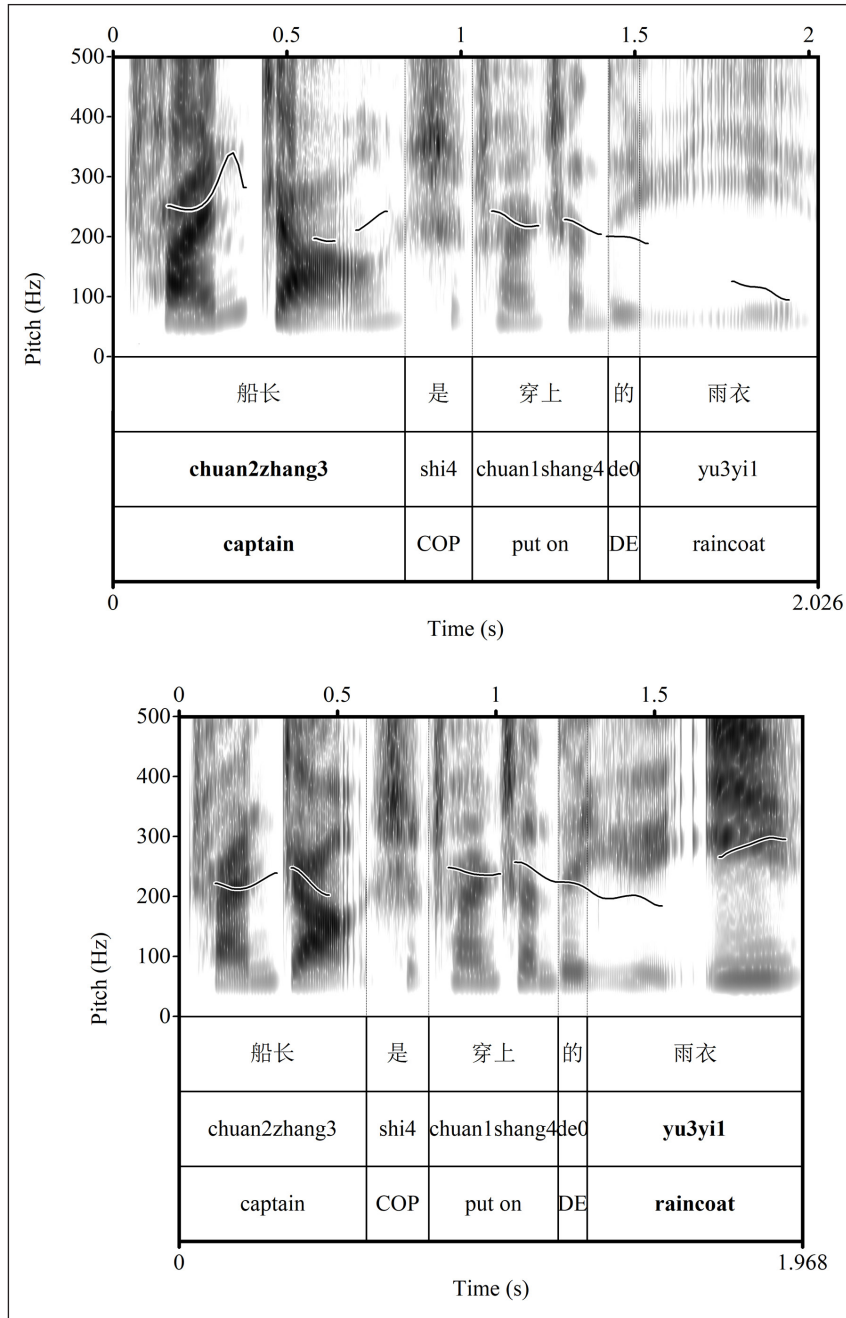 0 0.5 1 1.5 2
500
400
300
200
100
0
Pitch (Hz)
船长 是 穿上 的 雨衣
chuan2zhang3 shi4 chuan1shang4 de0 yu3yi1
captain COP put on DE raincoat
0 2.026
Time (s)
0 0.5 1 1.5
500
400
300
200
100
0
Pitch (Hz)
船长 是 穿上 的 雨衣
chuan2zhang3 shi4 chuan1shang4 de0 yu3yi1
captain COP put on DE raincoat
0 1.968
Time (s)